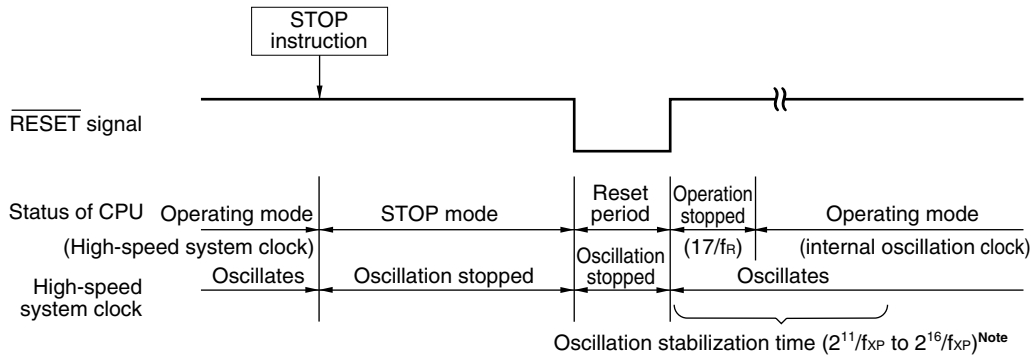 STOP
instruction
RESET signal
Status of CPU
Operating mode
(High-speed system clock)
STOP mode
Reset
period
Operation
stopped
(17/fR)
Operating mode
(internal oscillation clock)
High-speed
system clock
Oscillates
Oscillation stopped
Oscillation
stopped
Oscillates
Oscillation stabilization time (2^11/fXP to 2^16/fXP)^Note